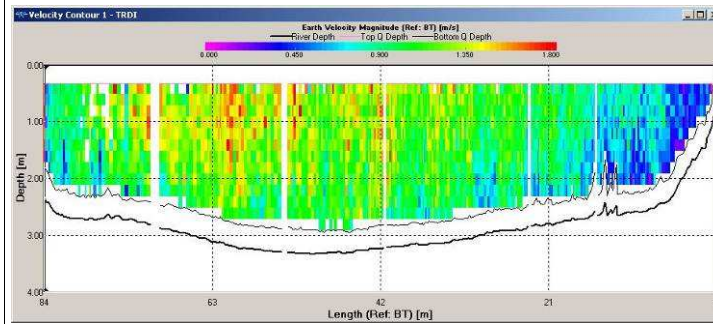 Velocity Contour 1 - TRDI
Earth Velocity Magnitude (Ref: BT) [m/s]
River Depth Top Q Depth Bottom Q Depth
0.000 0.450 0.900 1.350 1.800
0.00
1.00
2.00
3.00
4.00
Depth [m]
84 63 42 21
Length (Ref: BT) [m]